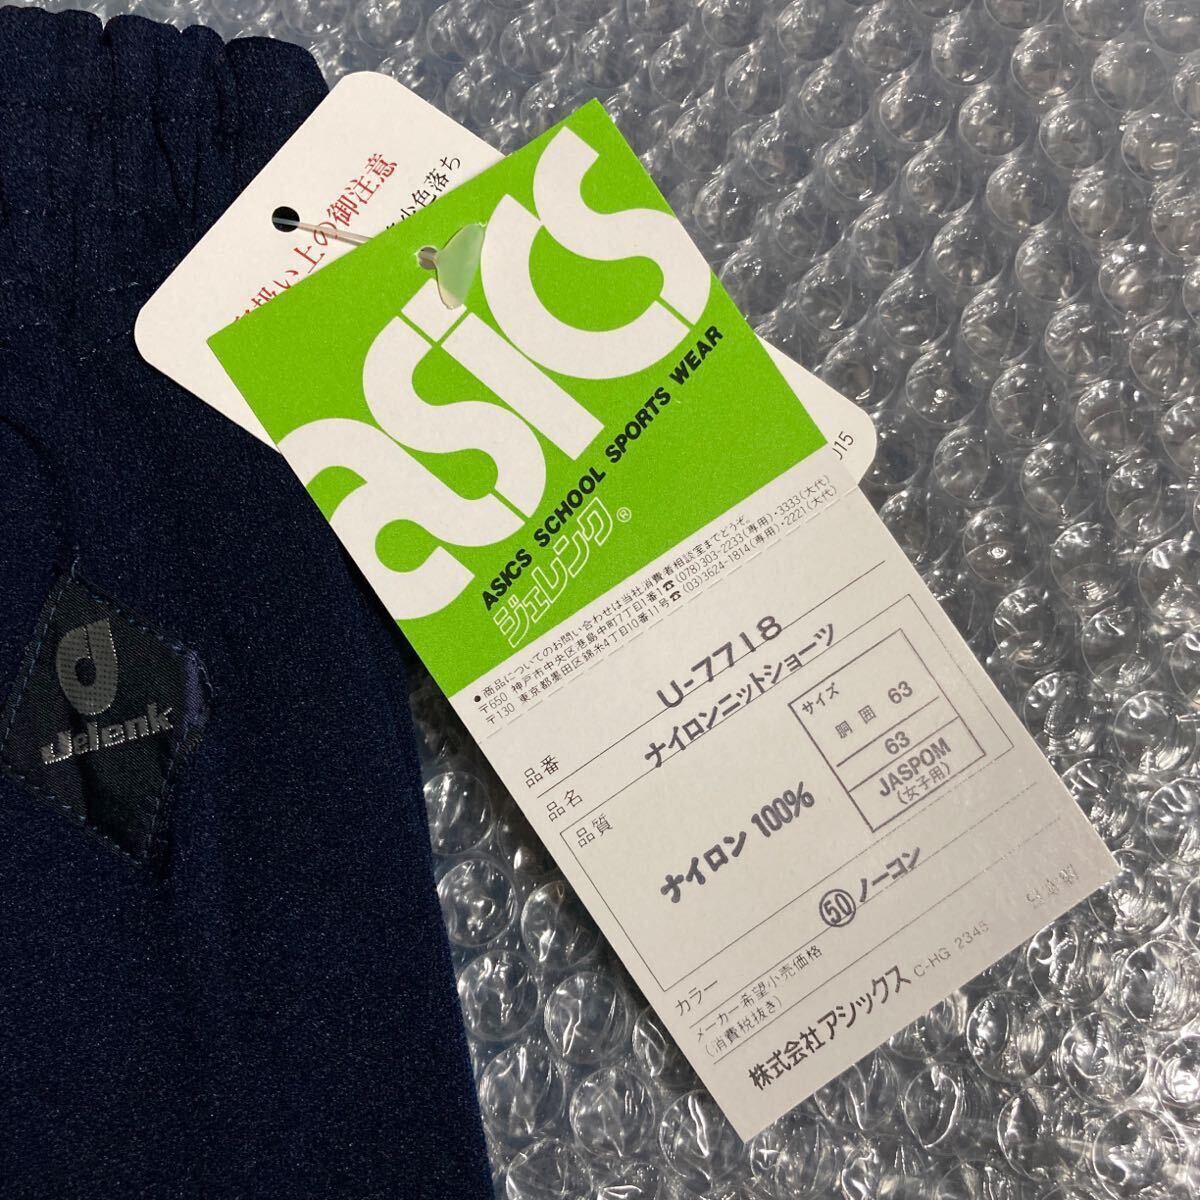 い上の御注意
色落ち
asics
ASICS SCHOOL SPORTS WEAR
ジェレンク®
015
●商品についてのお問い合わせは当社消費者相談室までどうぞ。
〒650 神戸市中央区港島中町7丁目1番1☎(078)303-2233(専用)・3333(大代)
〒130 東京都墨田区錦糸4丁目10番11号☎(03)3624-1814(専用)・2221(大代)
品番 U-7718
品名 ナイロンニットショーツ
品質
ナイロン 100%
サイズ
胴囲 63
63
JASPOM
(女子用)
カラー 50 ノーコン
メーカー希望小売価格
(消費税抜き)
株式会社アシックス C-HG 2345
日本製
Jelenk